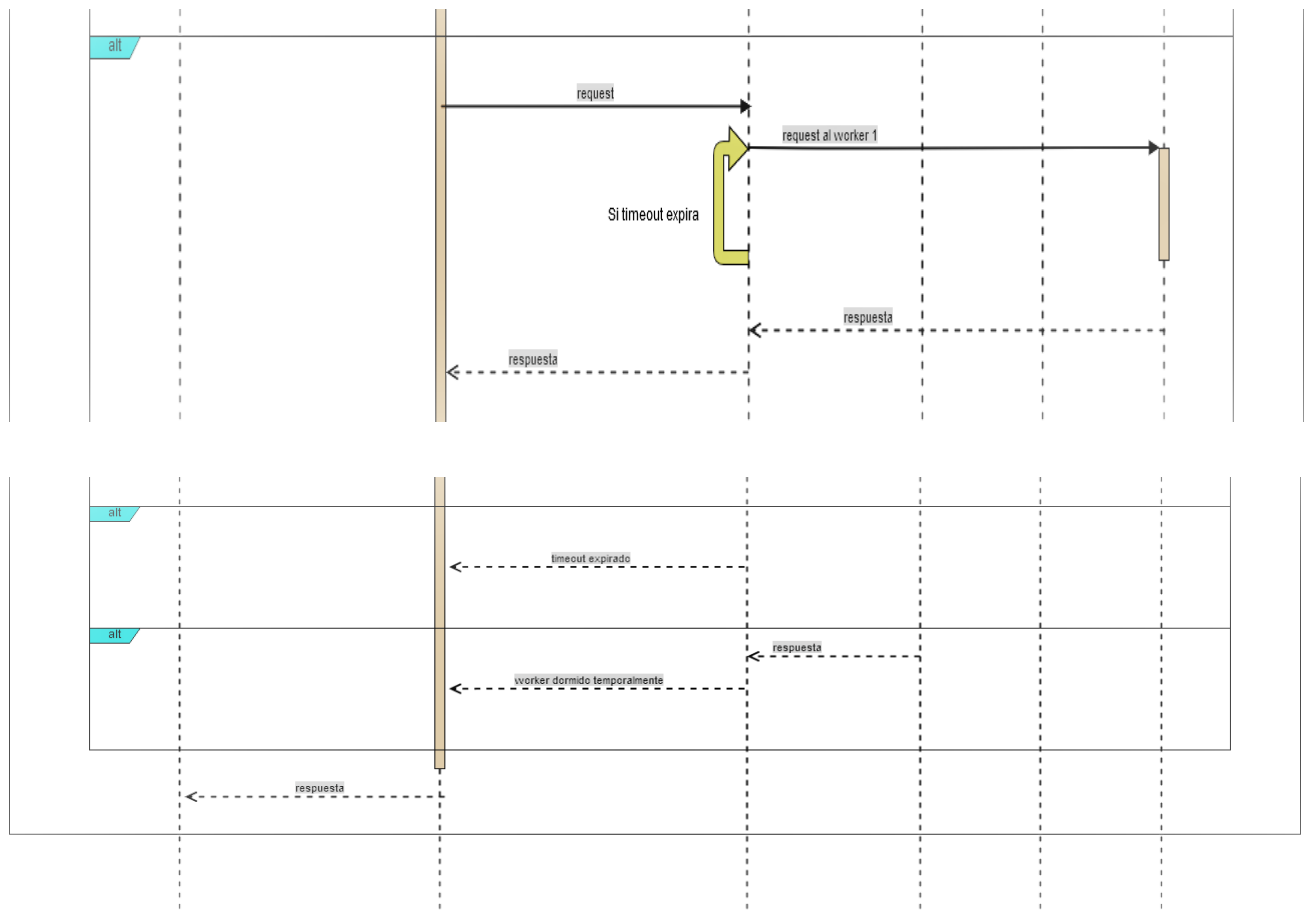 alt
request
request al worker 1
Si timeout expira
respuesta
respuesta
alt
timeout expirado
alt
respuesta
worker dormido temporalmente
respuesta